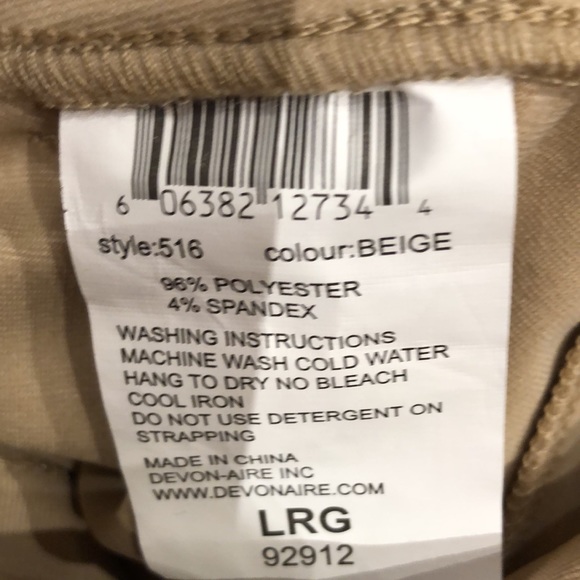 6 06382 12734 4
style:516 colour:BEIGE
96% POLYESTER
4% SPANDEX
WASHING INSTRUCTIONS
MACHINE WASH COLD WATER
HANG TO DRY NO BLEACH
COOL IRON
DO NOT USE DETERGENT ON
STRAPPING
MADE IN CHINA
DEVON-AIRE INC
WWW.DEVONAIRE.COM
LRG
92912